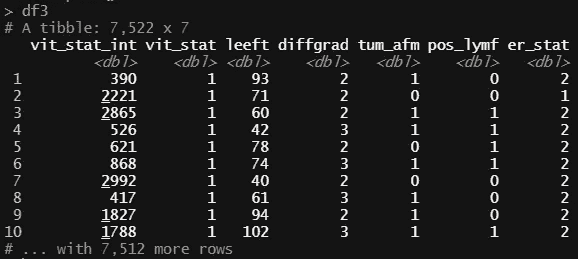 > df3
# A tibble: 7,522 x 7
vit_stat_int vit_stat leeft diffgrad tum_afm pos_lymf er_stat
<dbl> <dbl> <dbl> <dbl> <dbl> <dbl> <dbl>
1 390 1 93 2 1 0 2
2 2221 1 71 2 0 0 1
3 2865 1 60 2 1 1 2
4 526 1 42 3 1 1 2
5 621 1 78 2 0 1 2
6 868 1 74 3 1 1 2
7 2992 1 40 2 0 0 2
8 417 1 61 3 1 0 2
9 1827 1 94 2 1 0 2
10 1788 1 102 3 1 1 2
# ... with 7,512 more rows